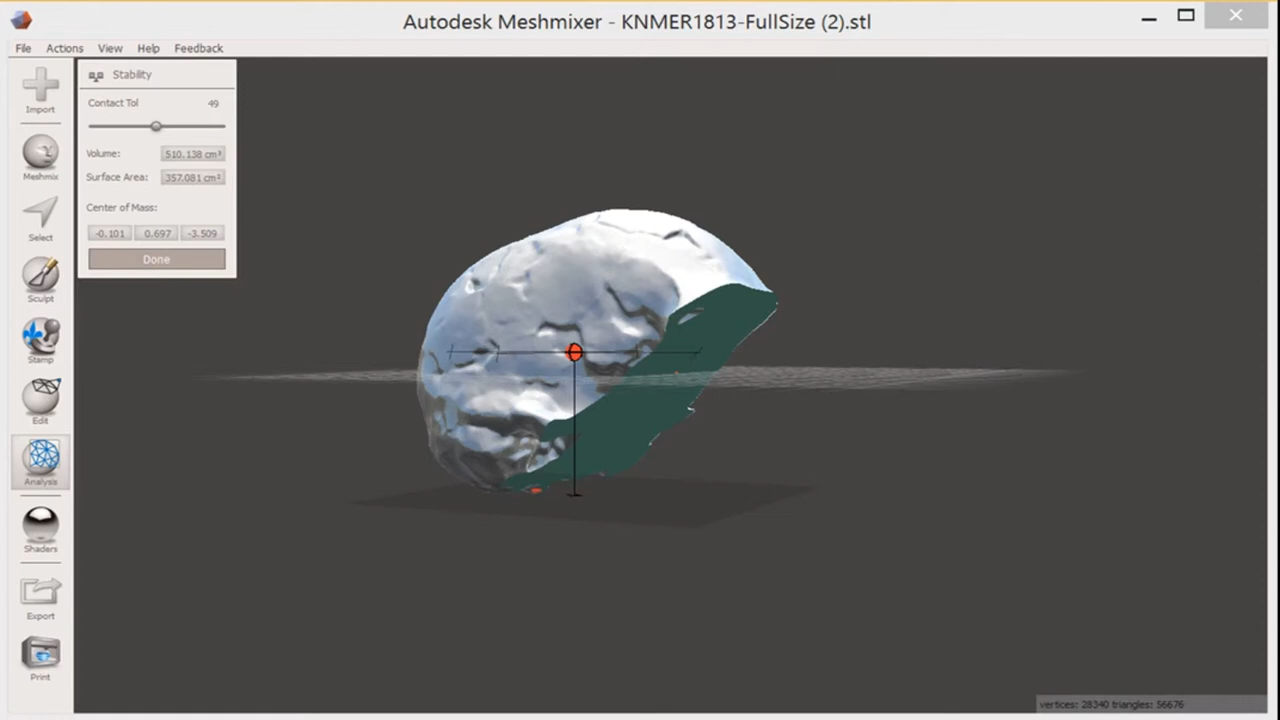 Autodesk Meshmixer - KNMER1813-FullSize (2).stl
File Actions View Help Feedback
Import
Meshmix
Select
Sculpt
Stamp
Edit
Analysis
Shaders
Export
Print
Stability
Contact Tol 49
Volume: 510.138 cm³
Surface Area: 357.081 cm²
Center of Mass:
-0.101 0.697 -3.509
Done
vertices: 28340 triangles: 56676